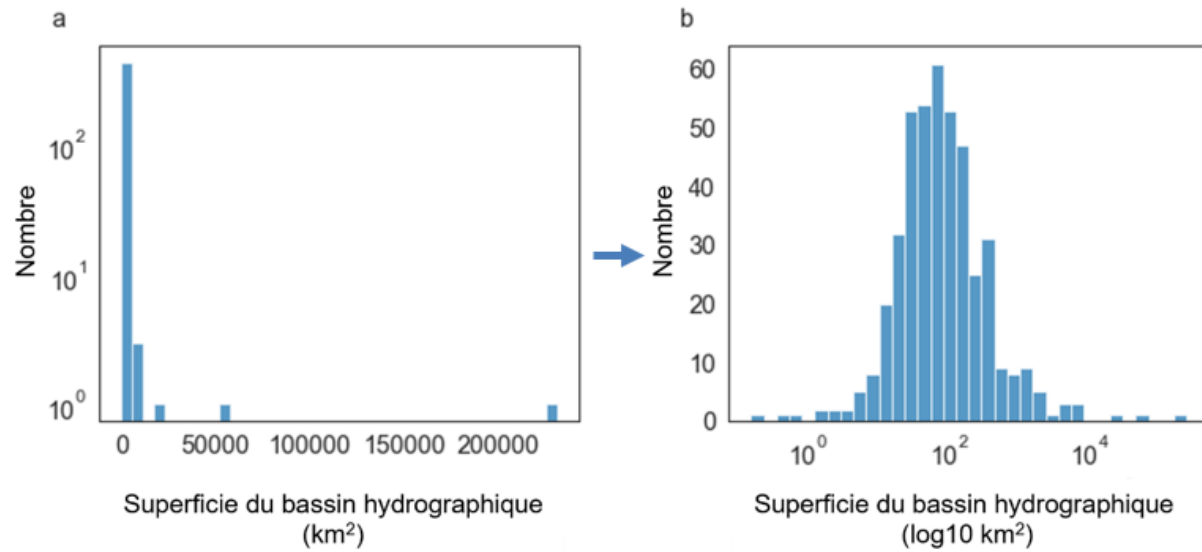 a
10²
10¹
10⁰
Nombre
0 50000 100000 150000 200000
Superficie du bassin hydrographique
(km²)
b
60
50
40
30
20
10
0
Nombre
10⁰ 10² 10⁴
Superficie du bassin hydrographique
(log10 km²)